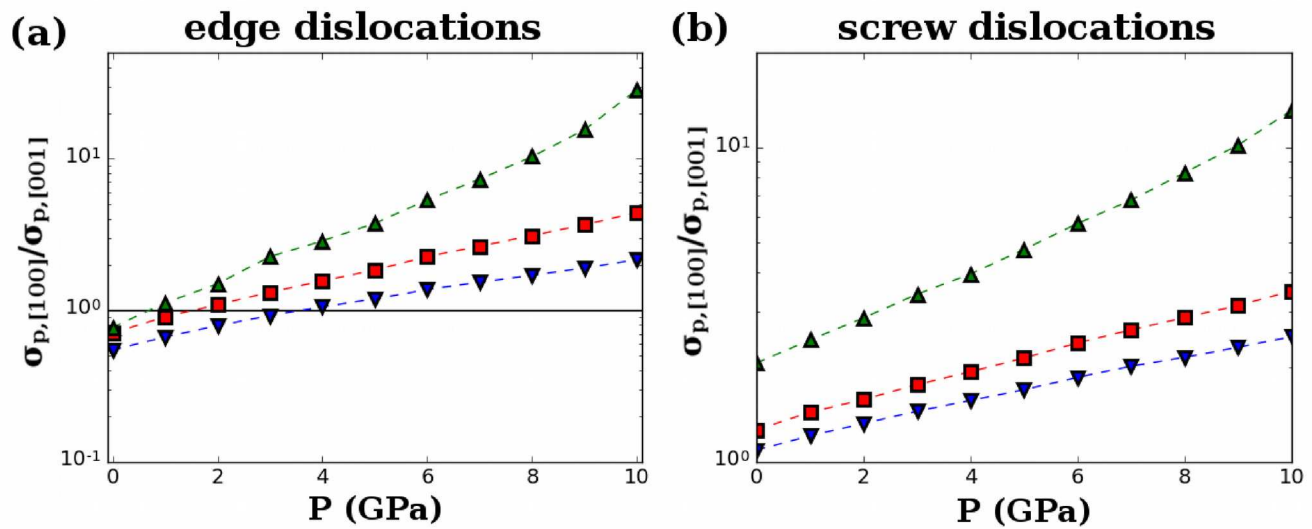 (a) edge dislocations
σp,[100]/σp,[001]
10¹
10⁰
10⁻¹
0 2 4 6 8 10
P (GPa)
(b) screw dislocations
σp,[100]/σp,[001]
10¹
10⁰
0 2 4 6 8 10
P (GPa)